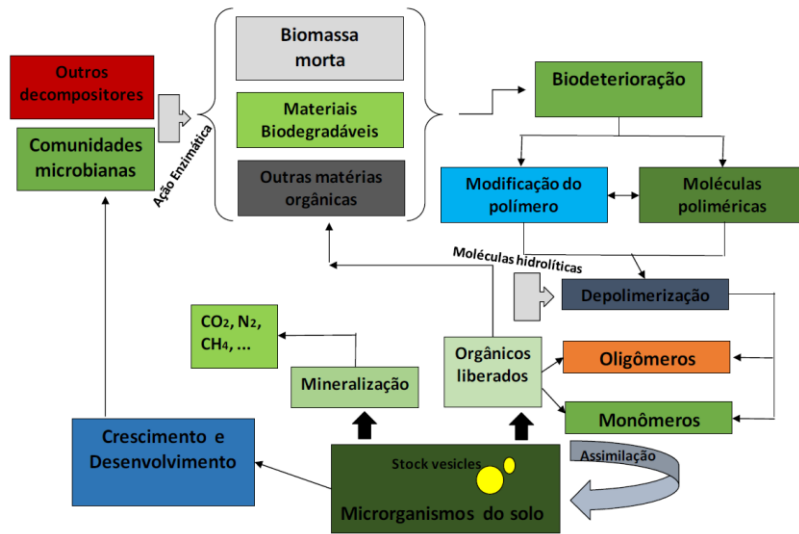 Outros
decompositores
Comunidades
microbianas
Ação Enzimática
Biomassa
morta
Materiais
Biodegradáveis
Outras matérias
orgânicas
Biodeterioração
Modificação do
polímero
Moléculas
poliméricas
Moléculas hidrolíticas
Depolimerização
CO₂, N₂,
CH₄, ...
Mineralização
Orgânicos
liberados
Oligômeros
Monômeros
Crescimento e
Desenvolvimento
Stock vesicles
Microrganismos do solo
Assimilação